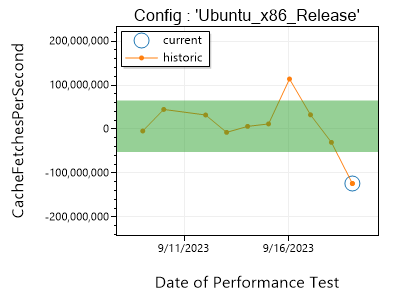 Config : 'Ubuntu_x86_Release'
CacheFetchesPerSecond
200,000,000
100,000,000
0
-100,000,000
-200,000,000
current
historic
9/11/2023
9/16/2023
Date of Performance Test